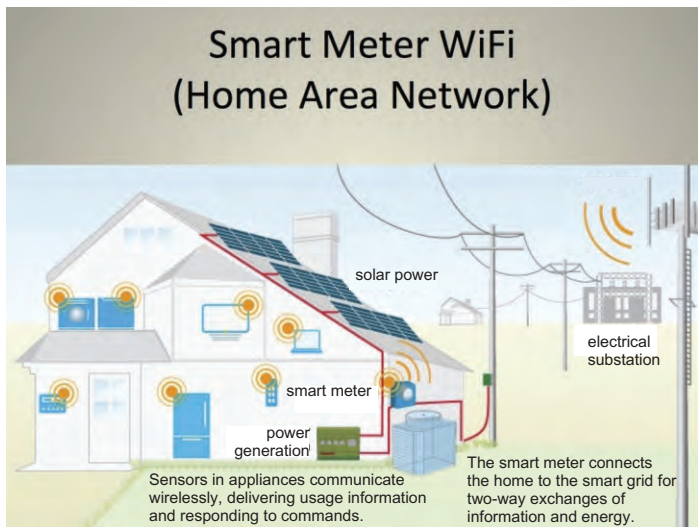 Smart Meter WiFi
(Home Area Network)
solar power
electrical
substation
smart meter
power
generation
Sensors in appliances communicate
wirelessly, delivering usage information
and responding to commands.
The smart meter connects
the home to the smart grid for
two-way exchanges of
information and energy.